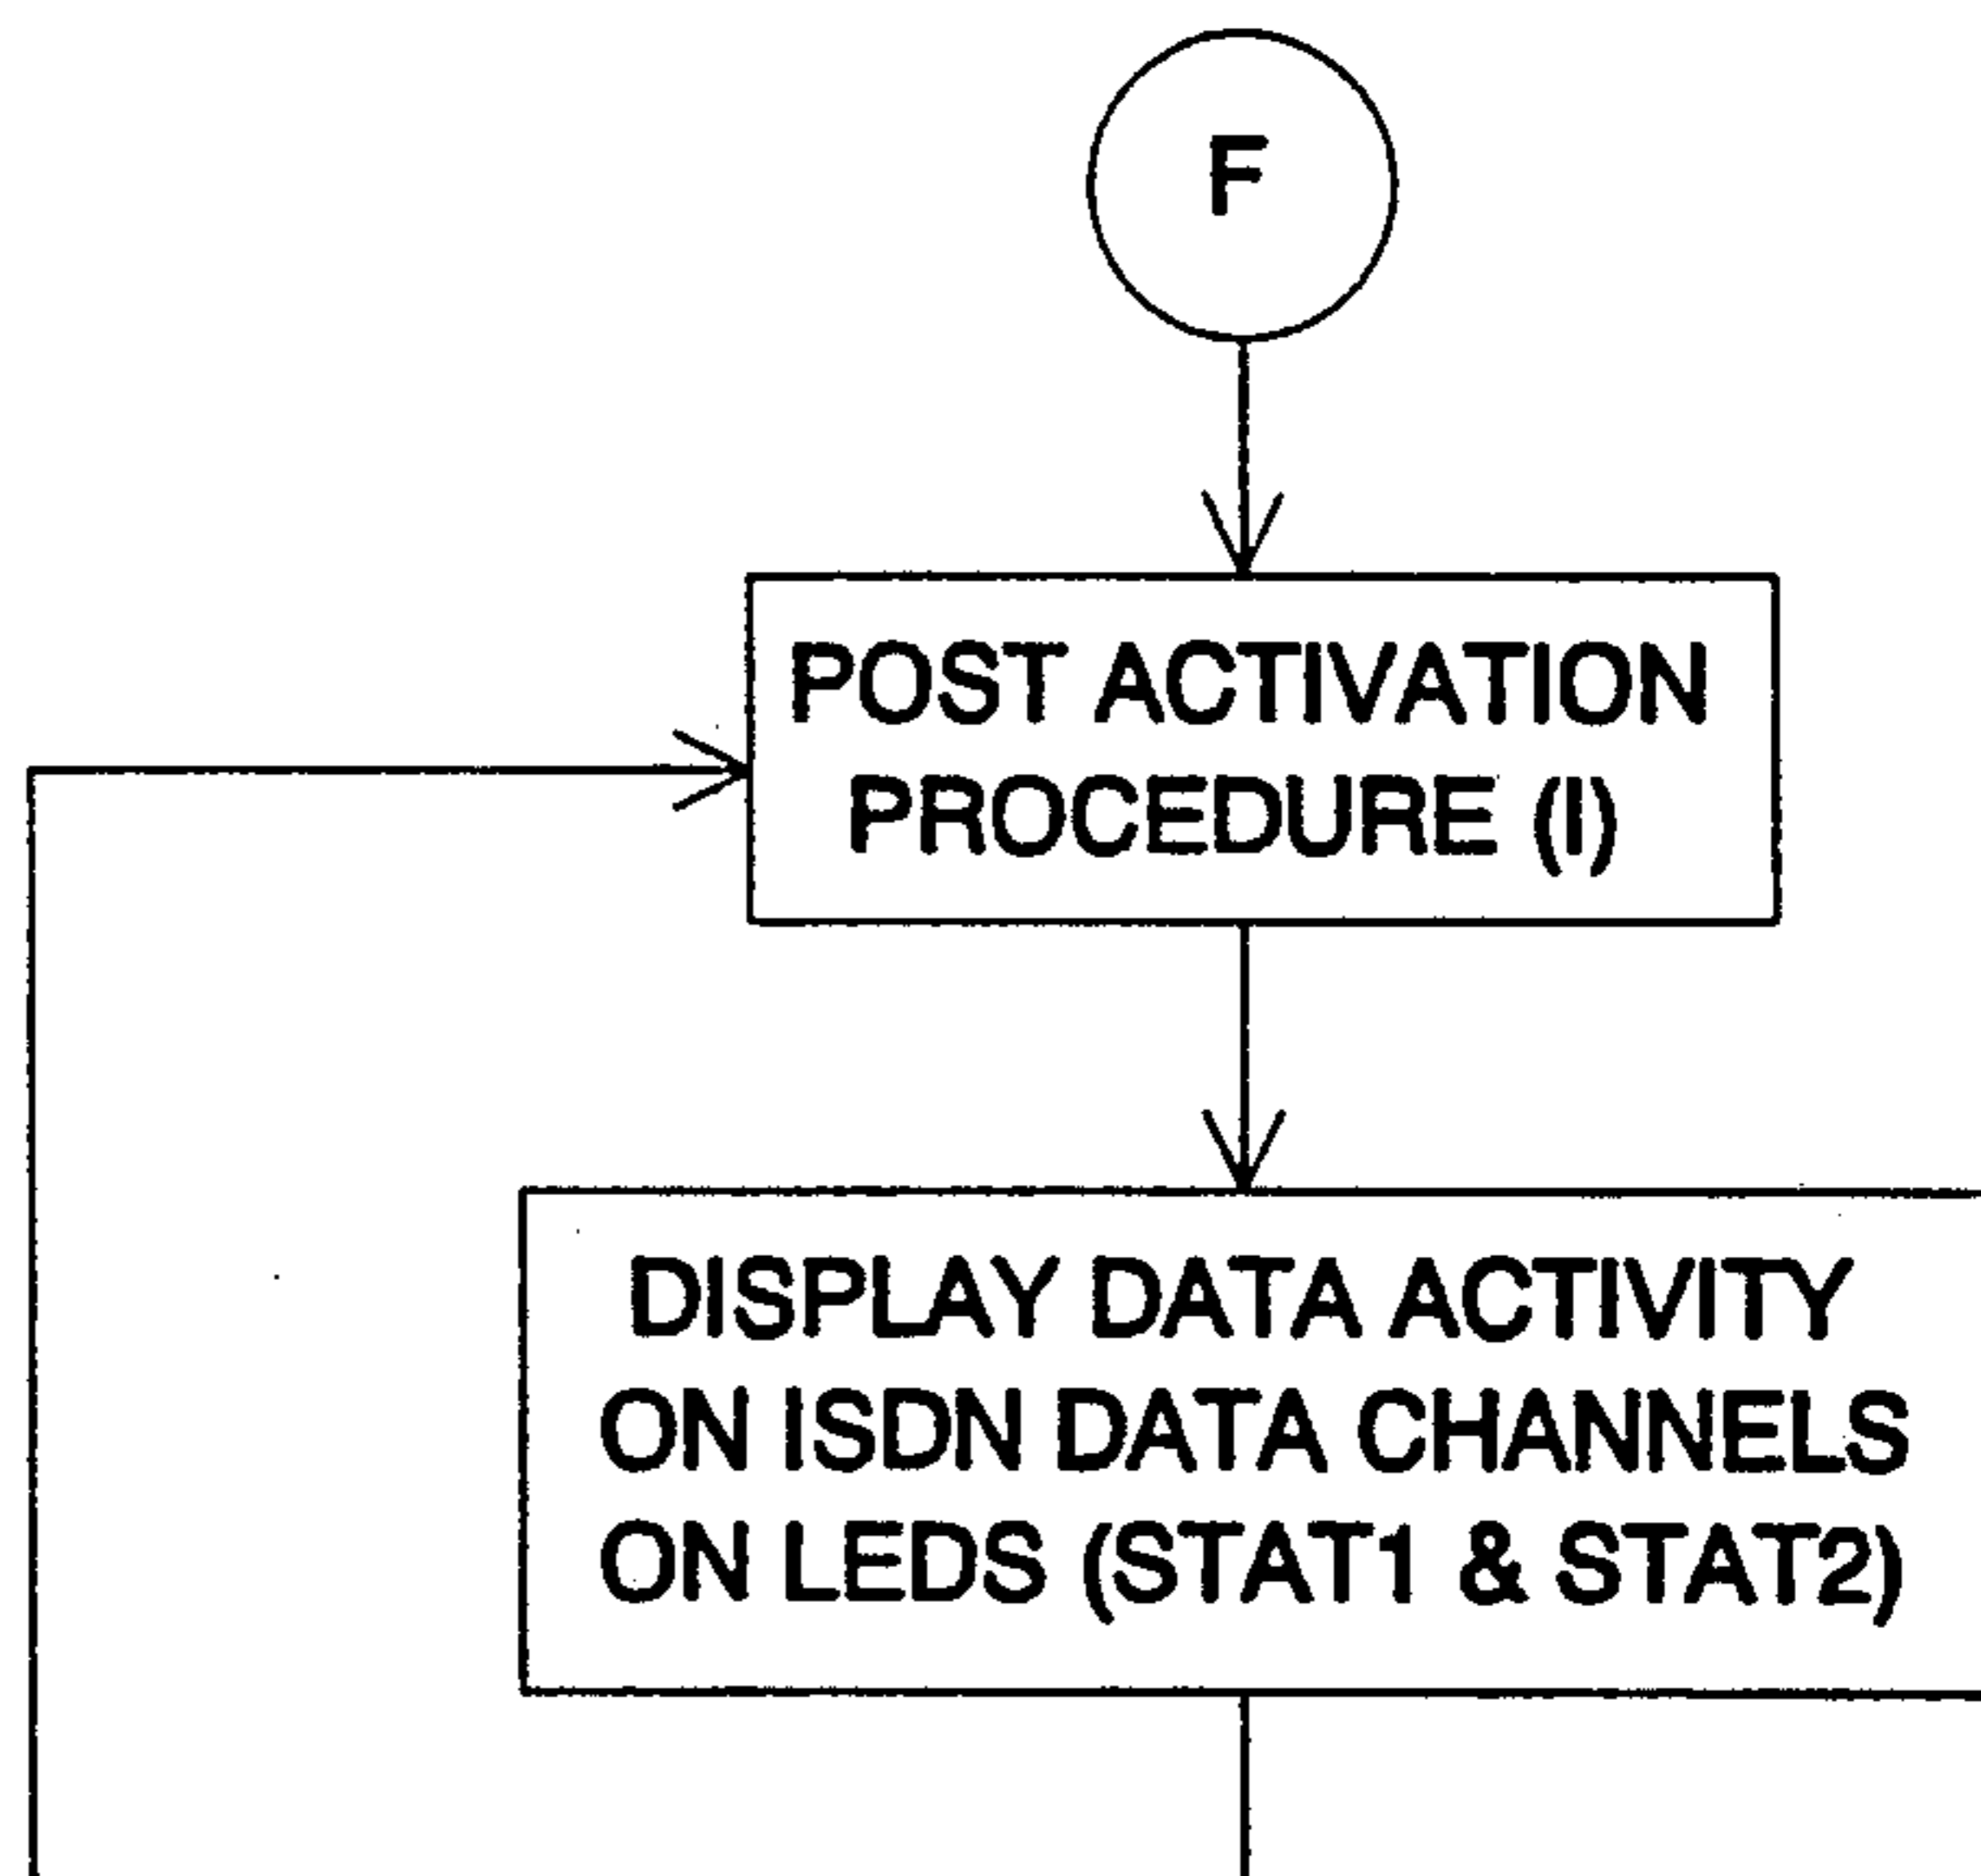 F
POST ACTIVATION
PROCEDURE (I)
DISPLAY DATA ACTIVITY
ON ISDN DATA CHANNELS
ON LEDS (STAT1 & STAT2)